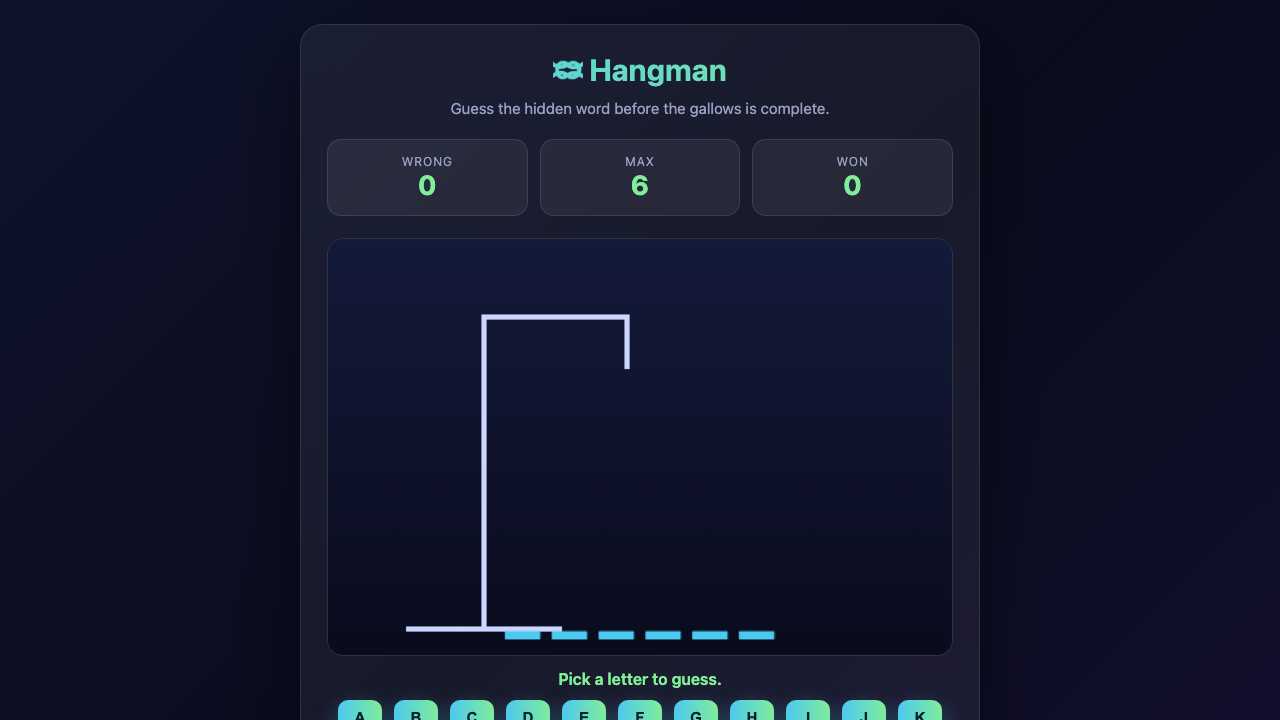 🪢 Hangman
Guess the hidden word before the gallows is complete.
WRONG MAX WON
0 6 0
Pick a letter to guess.
A B C D E F G H I J K